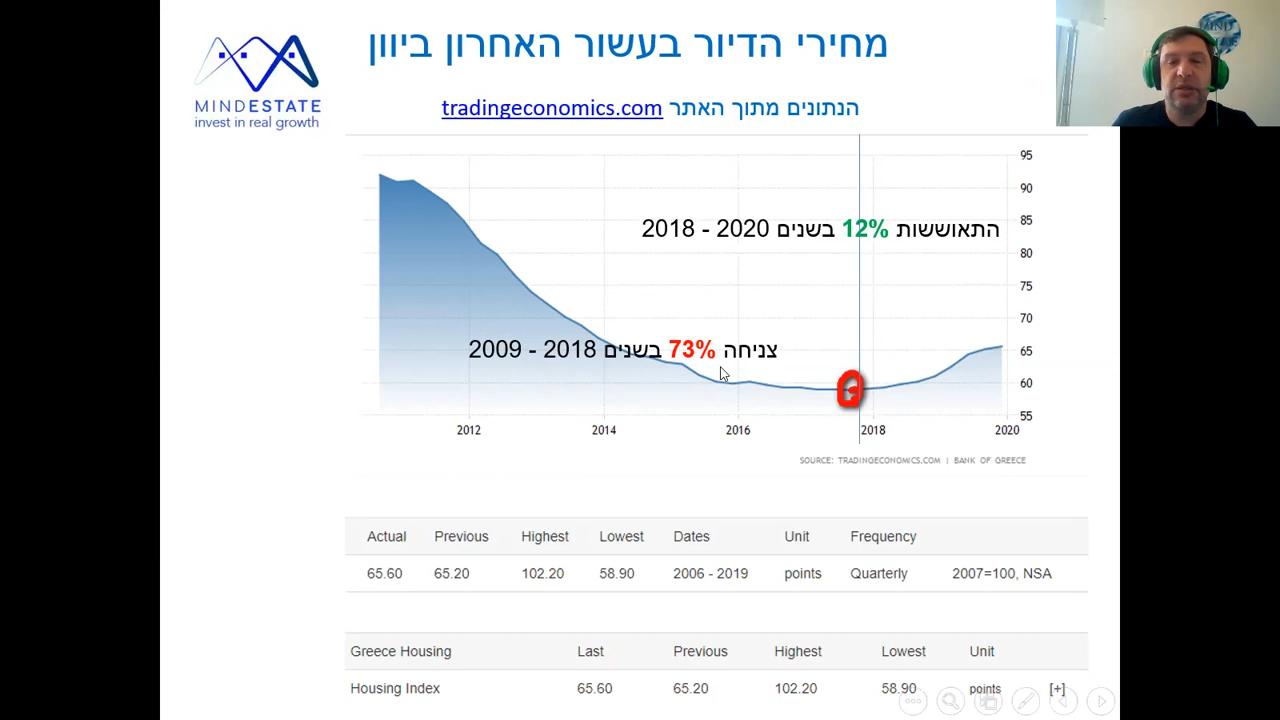 מחירי הדיור בעשור האחרון ביוון
MINDESTATE
invest in real growth
הנתונים מתוך האתר tradingeconomics.com
95
90
85
80
75
70
65
60
55
התאוששות 12% בשנים 2018 - 2020
צניחה 73% בשנים 2009 - 2018
2012 2014 2016 2018 2020
SOURCE: TRADINGECONOMICS.COM | BANK OF GREECE
Actual Previous Highest Lowest Dates Unit Frequency
65.60 65.20 102.20 58.90 2006 - 2019 points Quarterly 2007=100, NSA
Greece Housing Last Previous Highest Lowest Unit
Housing Index 65.60 65.20 102.20 58.90 points [+]